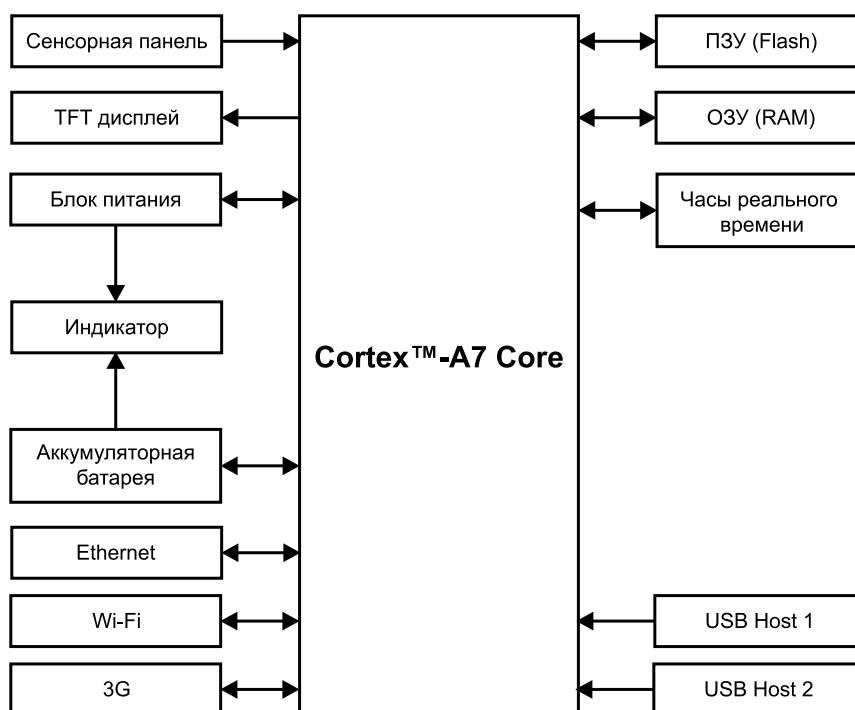 Сенсорная панель
TFT дисплей
Блок питания
Индикатор
Аккумуляторная
батарея
Ethernet
Wi-Fi
3G
Cortex™-A7 Core
ПЗУ (Flash)
ОЗУ (RAM)
Часы реального
времени
USB Host 1
USB Host 2